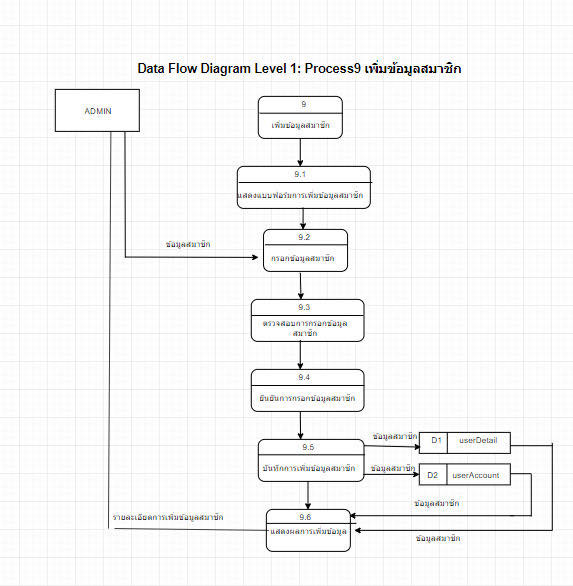 Data Flow Diagram Level 1: Process9 เพิ่มข้อมูลสมาชิก
ADMIN
9
เพิ่มข้อมูลสมาชิก
9.1
แสดงแบบฟอร์มการเพิ่มข้อมูลสมาชิก
9.2
กรอกข้อมูลสมาชิก
ข้อมูลสมาชิก
9.3
ตรวจสอบการกรอกข้อมูล
สมาชิก
9.4
ยืนยันการกรอกข้อมูลสมาชิก
9.5
บันทึกการเพิ่มข้อมูลสมาชิก
ข้อมูลสมาชิก
D1 userDetail
ข้อมูลสมาชิก
D2 userAccount
ข้อมูลสมาชิก
9.6
แสดงผลการเพิ่มข้อมูล
รายละเอียดการเพิ่มข้อมูลสมาชิก
ข้อมูลสมาชิก